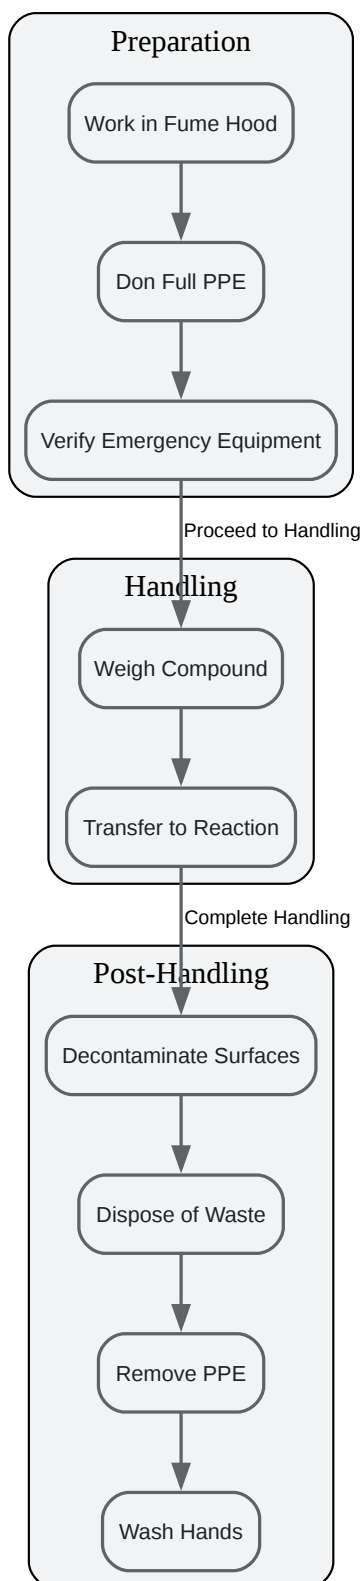 Preparation
Work in Fume Hood
Don Full PPE
Verify Emergency Equipment
Proceed to Handling
Handling
Weigh Compound
Transfer to Reaction
Complete Handling
Post-Handling
Decontaminate Surfaces
Dispose of Waste
Remove PPE
Wash Hands